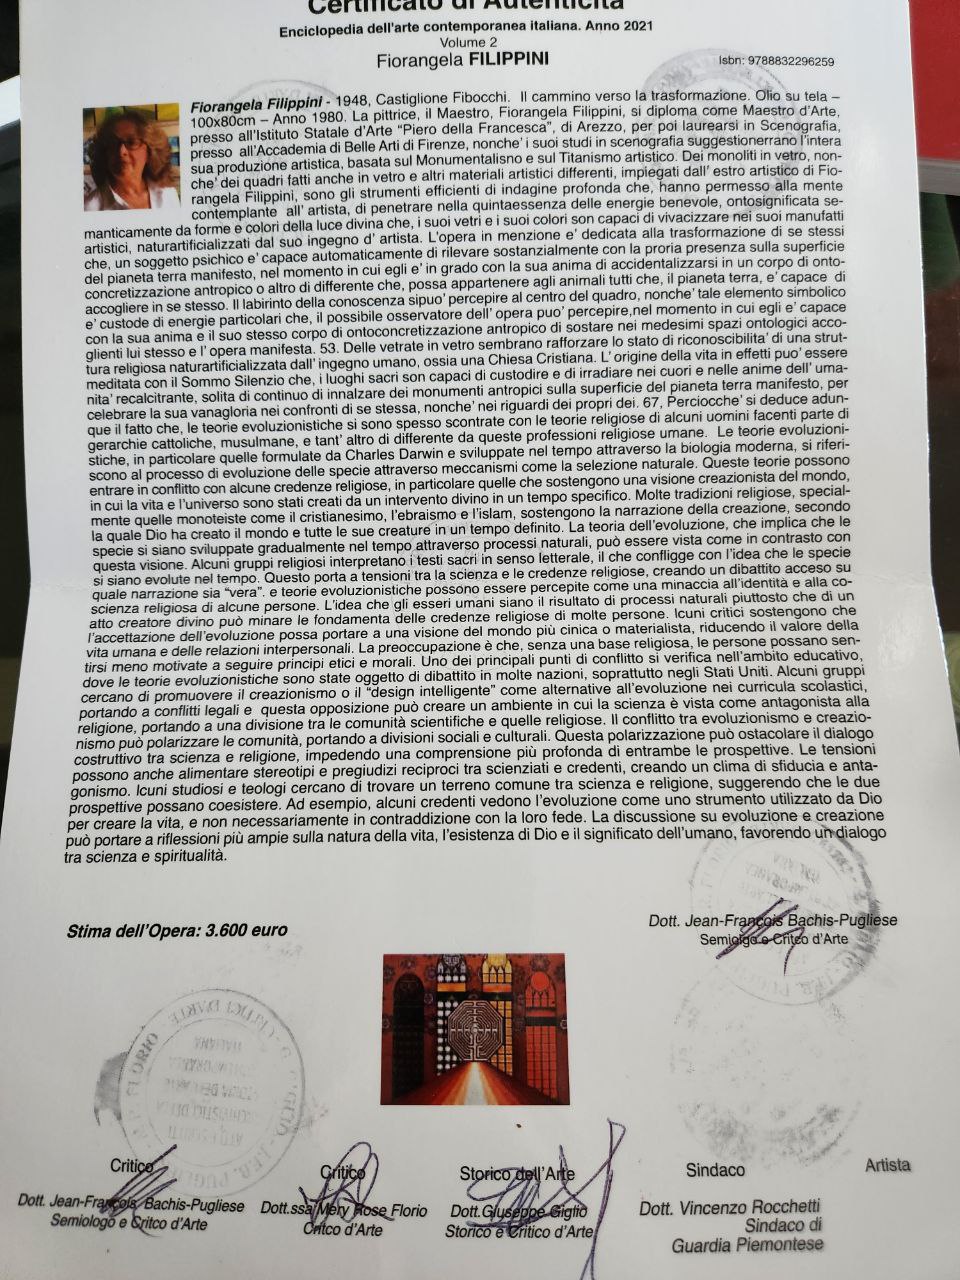 Certificato di Autenticità
Enciclopedia dell'arte contemporanea italiana. Anno 2021
Volume 2
Fiorangela FILIPPINI
Isbn: 9788832296259
Fiorangela Filippini - 1948, Castiglione Fibocchi. Il cammino verso la trasformazione. Olio su tela –
100x80cm – Anno 1980. La pittrice, il Maestro, Fiorangela Filippini, si diploma come Maestro d'Arte,
presso all'Istituto Statale d'Arte “Piero della Francesca”, di Arezzo, per poi laurearsi in Scenografia,
presso all'Accademia di Belle Arti di Firenze, nonche' i suoi studi in scenografia suggestionerrano l'intera
sua produzione artistica, basata sul Monumentalismo e sul Titanismo artistico. Dei monoliti in vetro, non-
che' dei quadri fatti anche in vetro e altri materiali artistici differenti, impiegati dall' estro artistico di Fio-
rangela Filippini, sono gli strumenti efficienti di indagine profonda che, hanno permesso alla mente
contemplante all' artista, di penetrare nella quintaessenza delle energie benevole, ontosignificata se-
manticamente da forme e colori della luce divina che, i suoi vetri e i suoi colori son capaci di vivacizzare nei suoi manufatti
artistici, naturartificializzati dal suo ingegno d' artista. L'opera in menzione e' dedicata alla trasformazione di se stessi
che, un soggetto psichico e' capace automaticamente di rilevare sostanzialmente con la proria presenza sulla superficie
del pianeta terra manifesto, nel momento in cui egli e' in grado con la sua anima di accidentalizzarsi in un corpo di onto-
concretizzazione antropico o altro di differente che, possa appartenere agli animali tutti che, il pianeta terra, e' capace di
accogliere in se stesso. Il labirinto della conoscenza sipuo' percepire al centro del quadro, nonche' tale elemento simbolico
e' custode di energie particolari che, il possibile osservatore dell' opera puo' percepire,nel momento in cui egli e' capace
con la sua anima e il suo stesso corpo di ontoconcretizzazione antropico di sostare nei medesimi spazi ontologici acco-
glienti lui stesso e l' opera manifesta. 53. Delle vetrate in vetro sembrano rafforzare lo stato di riconoscibilita' di una strut-
tura religiosa naturartificializzata dall' ingegno umano, ossia una Chiesa Cristiana. L' origine della vita in effetti puo' essere
meditata con il Sommo Silenzio che, i luoghi sacri son capaci di custodire e di irradiare nei cuori e nelle anime dell' uma-
nita' recalcitrante, solita di continuo di innalzare dei monumenti antropici sulla superficie del pianeta terra manifesto, per
celebrare la sua vanagloria nei confronti di se stessa, nonche' nei riguardi dei propri dei. 67, Perciocche' si deduce adun-
que il fatto che, le teorie evoluzionistiche si sono spesso scontrate con le teorie religiose di alcuni uomini facenti parte di
gerarchie cattoliche, musulmane, e tant' altro di differente da queste professioni religiose umane. Le teorie evoluzioni-
stiche, in particolare quelle formulate da Charles Darwin e sviluppate nel tempo attraverso la biologia moderna, si riferi-
scono al processo di evoluzione delle specie attraverso meccanismi come la selezione naturale. Queste teorie possono
entrare in conflitto con alcune credenze religiose, in particolare quelle che sostengono una visione creazionista del mondo,
in cui la vita e l'universo sono stati creati da un intervento divino in un tempo specifico. Molte tradizioni religiose, special-
mente quelle monoteiste come il cristianesimo, l'ebraismo e l'islam, sostengono la narrazione della creazione, secondo
la quale Dio ha creato il mondo e tutte le sue creature in un tempo definito. La teoria dell'evoluzione, che implica che le
specie si siano sviluppate gradualmente nel tempo attraverso processi naturali, può essere vista come in contrasto con
questa visione. Alcuni gruppi religiosi interpretano i testi sacri in senso letterale, il che confligge con l'idea che le specie
si siano evolute nel tempo. Questo porta a tensioni tra la scienza e le credenze religiose, creando un dibattito acceso su
quale narrazione sia “vera”. e teorie evoluzionistiche possono essere percepite come una minaccia all'identità e alla co-
scienza religiosa di alcune persone. L'idea che gli esseri umani siano il risultato di processi naturali piuttosto che di un
atto creatore divino può minare le fondamenta delle credenze religiose di molte persone. Icuni critici sostengono che
l'accettazione dell'evoluzione possa portare a una visione del mondo più cinica o materialista, riducendo il valore della
vita umana e delle relazioni interpersonali. La preoccupazione è che, senza una base religiosa, le persone possano sen-
tirsi meno motivate a seguire principi etici e morali. Uno dei principali punti di conflitto si verifica nell'ambito educativo,
dove le teorie evoluzionistiche sono state oggetto di dibattito in molte nazioni, soprattutto negli Stati Uniti. Alcuni gruppi
cercano di promuovere il creazionismo o il “design intelligente” come alternative all'evoluzione nei curricula scolastici,
portando a conflitti legali e questa opposizione può creare un ambiente in cui la scienza è vista come antagonista alla
religione, portando a una divisione tra le comunità scientifiche e quelle religiose. Il conflitto tra evoluzionismo e creazio-
nismo può polarizzare le comunità, portando a divisioni sociali e culturali. Questa polarizzazione può ostacolare il dialogo
costruttivo tra scienza e religione, impedendo una comprensione più profonda di entrambe le prospettive. Le tensioni
possono anche alimentare stereotipi e pregiudizi reciproci tra scienziati e credenti, creando un clima di sfiducia e anta-
gonismo. Icuni studiosi e teologi cercano di trovare un terreno comune tra scienza e religione, suggerendo che le due
prospettive possano coesistere. Ad esempio, alcuni credenti vedono l'evoluzione come uno strumento utilizzato da Dio
per creare la vita, e non necessariamente in contraddizione con la loro fede. La discussione su evoluzione e creazione
può portare a riflessioni più ampie sulla natura della vita, l'esistenza di Dio e il significato dell'umano, favorendo un dialogo
tra scienza e spiritualità.
Stima dell'Opera: 3.600 euro
Dott. Jean-François Bachis-Pugliese
Semiolgo e Critco d'Arte
Critico
Dott. Jean-François Bachis-Pugliese
Semiologo e Critco d'Arte
Critico
Dott.ssa Mery Rose Florio
Critco d'Arte
Storico dell'Arte
Dott. Giuseppe Giglio
Storico e Critico d'Arte
Sindaco
Dott. Vincenzo Rocchetti
Sindaco di
Guardia Piemontese
Artista